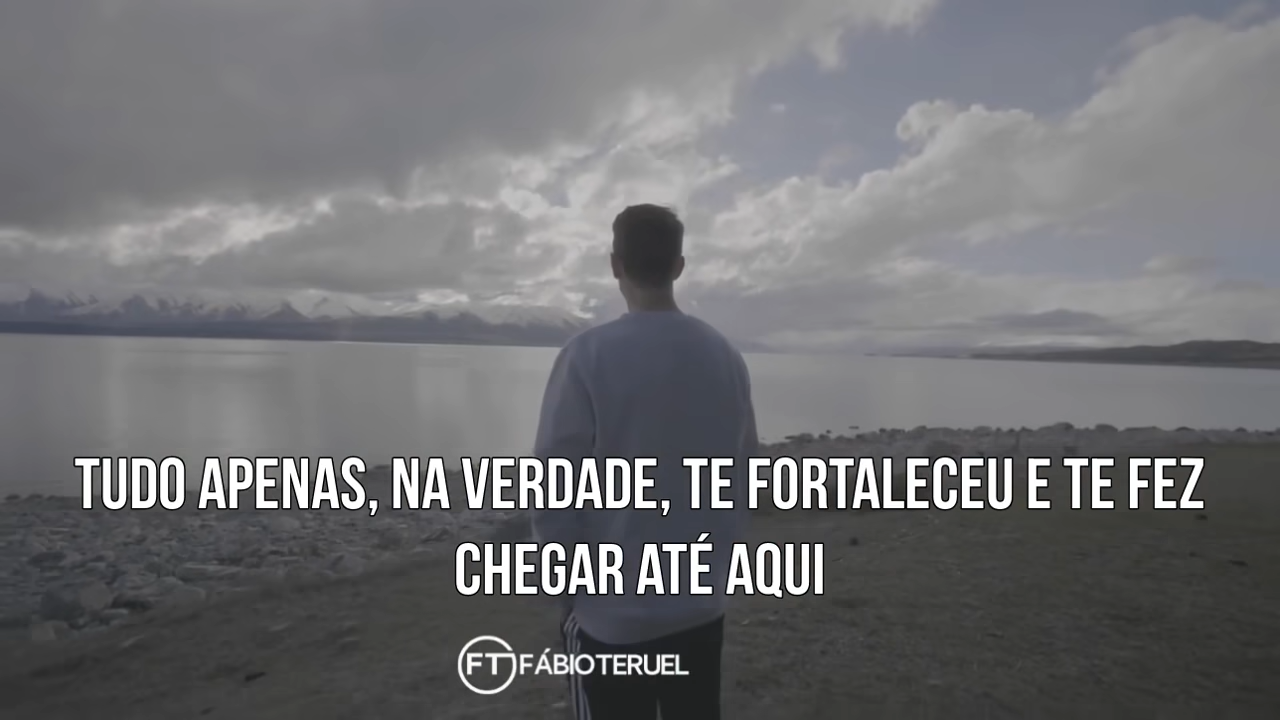 TUDO APENAS, NA VERDADE, TE FORTALECEU E TE FEZ
CHEGAR ATÉ AQUI
FT FÁBIOTERUEL